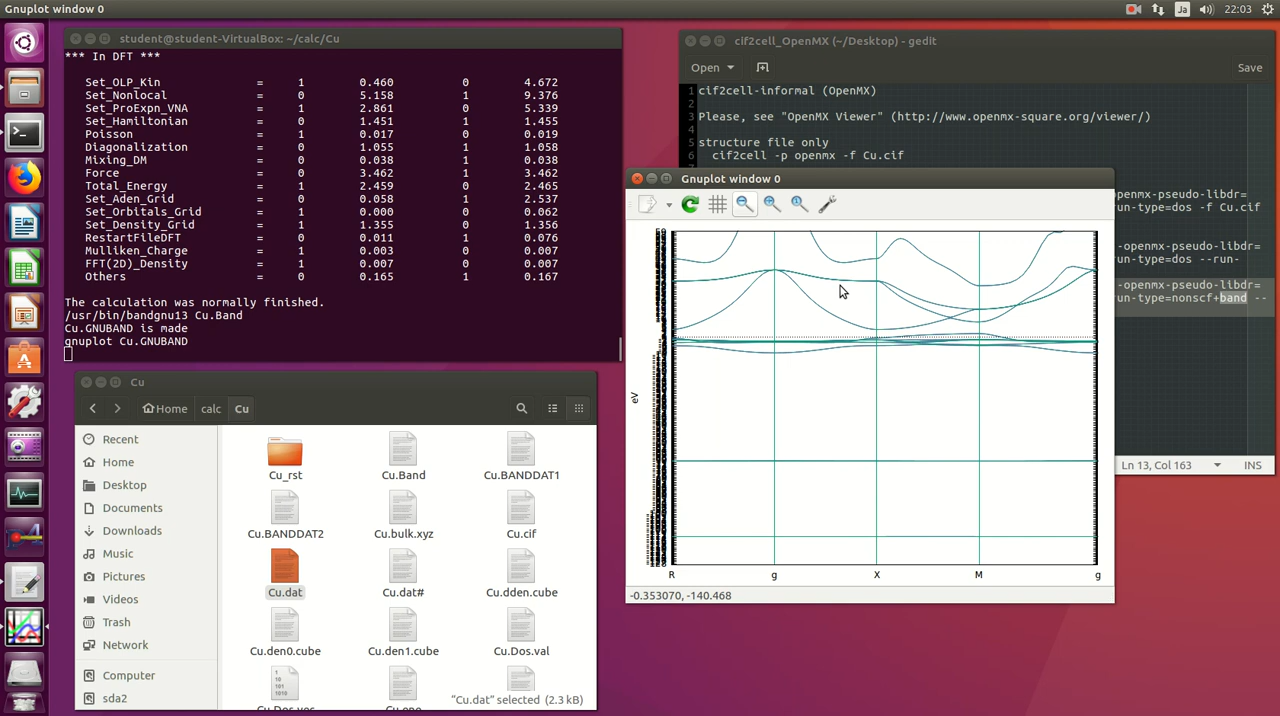 Gnuplot window 0
Ja
22:03
student@student-VirtualBox: ~/calc/Cu
*** In DFT ***
Set_OLP_Kin = 1 0.460 0 4.672
Set_Nonlocal = 0 5.158 1 9.376
Set_ProExpn_VNA = 0 2.861 0 5.339
Set_Hamiltonian = 1 1.451 1 1.455
Poisson = 1 0.017 0 0.019
Diagonalization = 1 1.055 1 1.058
Mixing_DM = 0 0.038 0 0.038
Force = 0 3.462 1 3.462
Total_Energy = 1 2.459 0 2.465
Set_Aden_Grid = 0 0.058 1 2.537
Set_Orbitals_Grid = 1 0.000 0 0.062
Set_Density_Grid = 1 1.355 0 1.356
RestartFileDFT = 0 0.011 1 0.076
Mulliken_Charge = 1 0.003 0 0.007
FFT(2D)_Density = 1 0.007 0 0.007
Others = 0 0.165 1 0.167
The calculation was normally finished.
/usr/bin/bandgnu13 Cu.Band
Cu.GNUBAND is made
gnuplot Cu.GNUBAND
cif2cell_OpenMX (~/Desktop) - gedit
Open
Save
1 cif2cell-informal (OpenMX)
2
3 Please, see "OpenMX Viewer" (http://www.openmx-square.org/viewer/)
4
5 structure file only
6 cif2cell -p openmx -f Cu.cif
openmx-pseudo-libdr=
run-type=dos -f Cu.cif
-openmx-pseudo-libdr=
run-type=dos --run-
-openmx-pseudo-libdr=
run-type=nonscf+band --
Ln 13, Col 163
INS
Gnuplot window 0
eV
R g X M g
-0.353070, -140.468
Cu
Home calc Cu
Recent
Home
Desktop
Documents
Downloads
Music
Pictures
Videos
Trash
Network
Computer
sda2
Cu_rst Cu.Band Cu.BANDDAT1
Cu.BANDDAT2 Cu.bulk.xyz Cu.cif
Cu.dat Cu.dat# Cu.dden.cube
Cu.den0.cube Cu.den1.cube Cu.Dos.val
"Cu.dat" selected (2.3 kB)